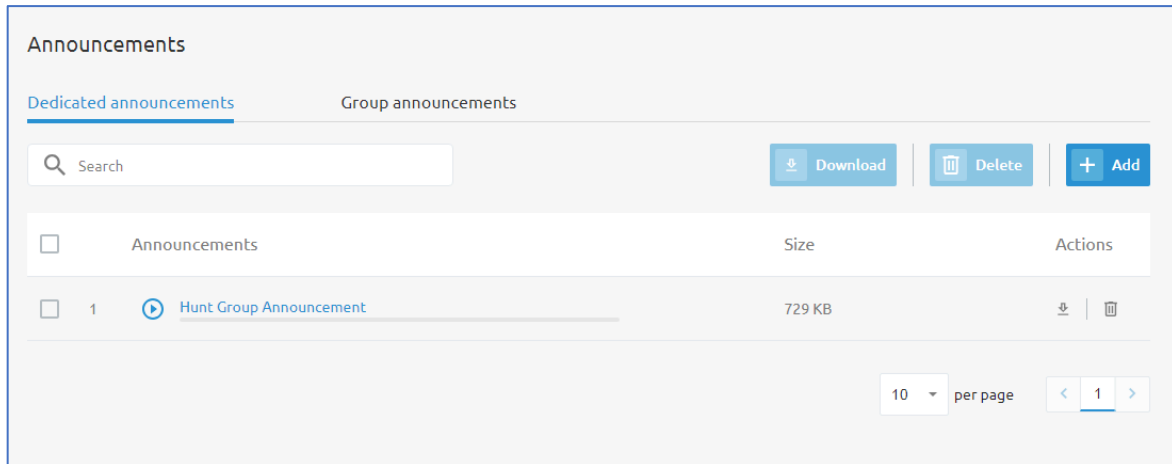 Announcements
Dedicated announcements Group announcements
Search Download Delete Add
Announcements Size Actions
1 Hunt Group Announcement 729 KB
10 per page 1